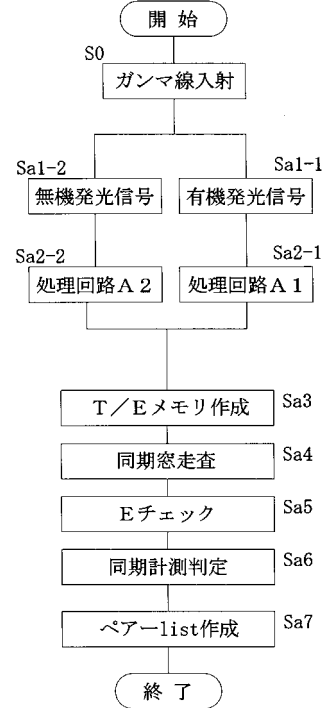 開 始
S0
ガンマ線入射
Sa1-2
Sa1-1
無機発光信号
有機発光信号
Sa2-2
Sa2-1
処理回路A2
処理回路A1
T/Eメモリ作成
Sa3
同期窓走査
Sa4
Eチェック
Sa5
同期計測判定
Sa6
ペアーlist作成
Sa7
終 了